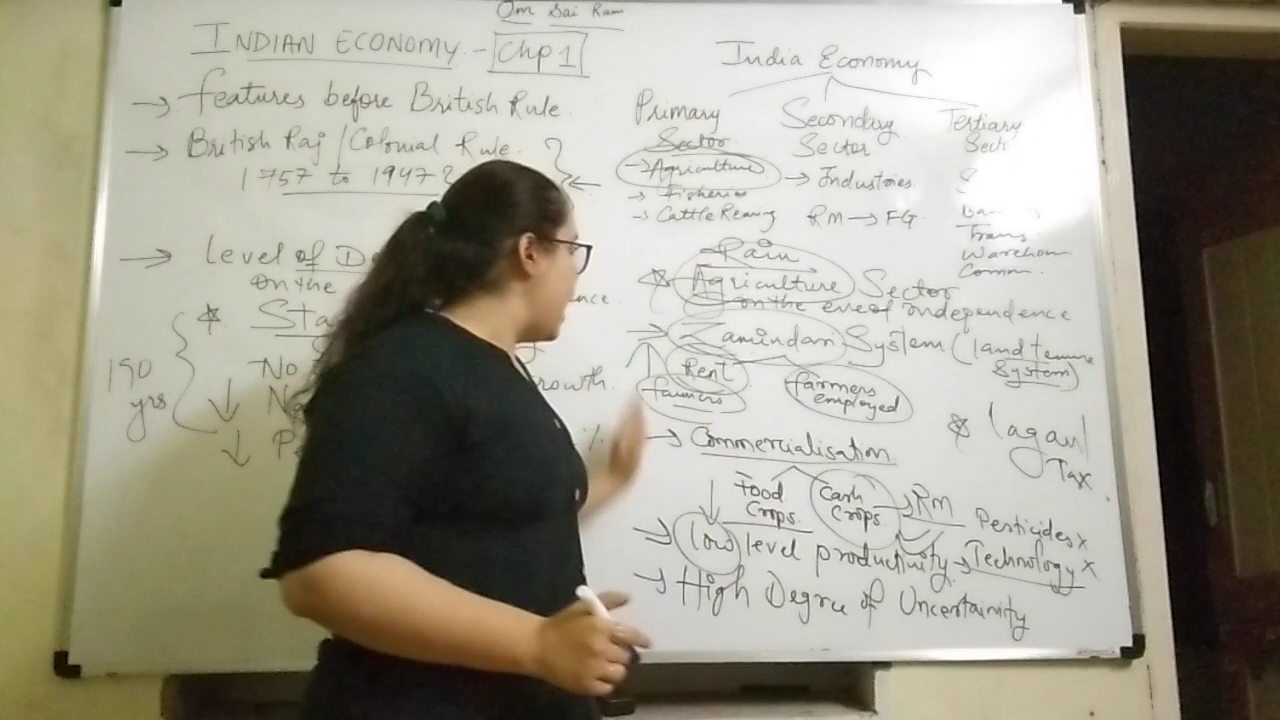 Om Sai Ram
INDIAN ECONOMY - Chp 1
→ features before British Rule.
→ British Raj / Colonial Rule.
1757 to 1947
→ level of
on the
* Sta
No
Na growth.
190 yrs
India Economy
Primary Sector
→ Agriculture
→ Fisheries
→ Cattle Rearing
Secondary Sector
→ Industries
RM → FG
Tertiary
Trans.
Comm.
Rain
* Agriculture Sector
on the eve of independence
→ Zamindari System (land tenure System)
Rent
farmers
farmers employed
* lagan
Tax
→ Commercialisation
Food Crops
Cash Crops → RM
Pesticides x
→ low level productivity → Technology x
→ High Degree of Uncertainity